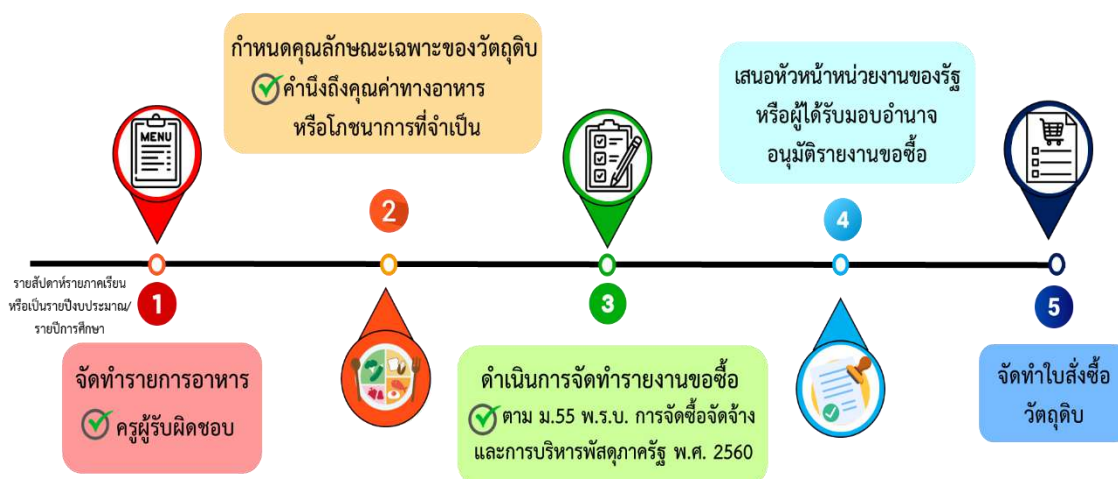 กำหนดคุณลักษณะเฉพาะของวัตถุดิบ
คำนึงถึงคุณค่าทางอาหาร
หรือโภชนาการที่จำเป็น
เสนอหัวหน้าหน่วยงานของรัฐ
หรือผู้ได้รับมอบอำนาจ
อนุมัติรายงานขอซื้อ
MENU
2
4
รายสัปดาห์รายภาคเรียน
หรือเป็นรายปีงบประมาณ/
รายปีการศึกษา
1
3
5
จัดทำรายการอาหาร
ครูผู้รับผิดชอบ
ดำเนินการจัดทำรายงานขอซื้อ
ตาม ม.55 พ.ร.บ. การจัดซื้อจัดจ้าง
และการบริหารพัสดุภาครัฐ พ.ศ. 2560
จัดทำใบสั่งซื้อ
วัตถุดิบ